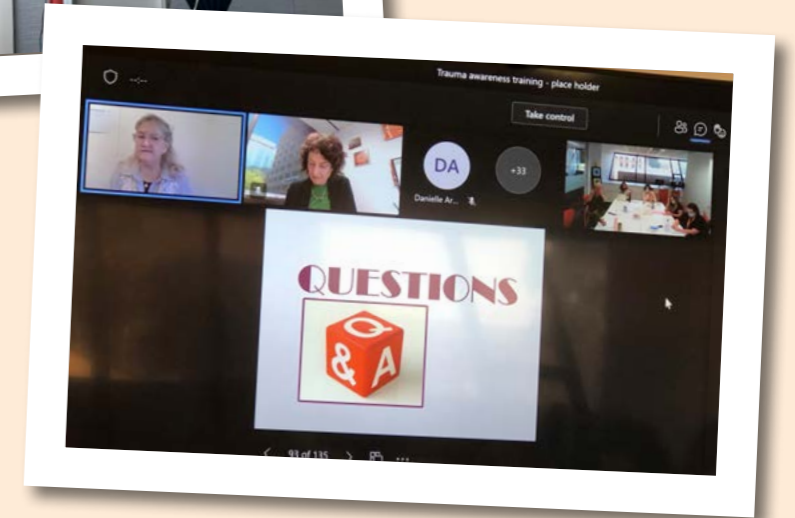 Trauma awareness training - place holder
Take control
DA
+33
Danielle Ar...
QUESTIONS
Q
& A
93 of 135